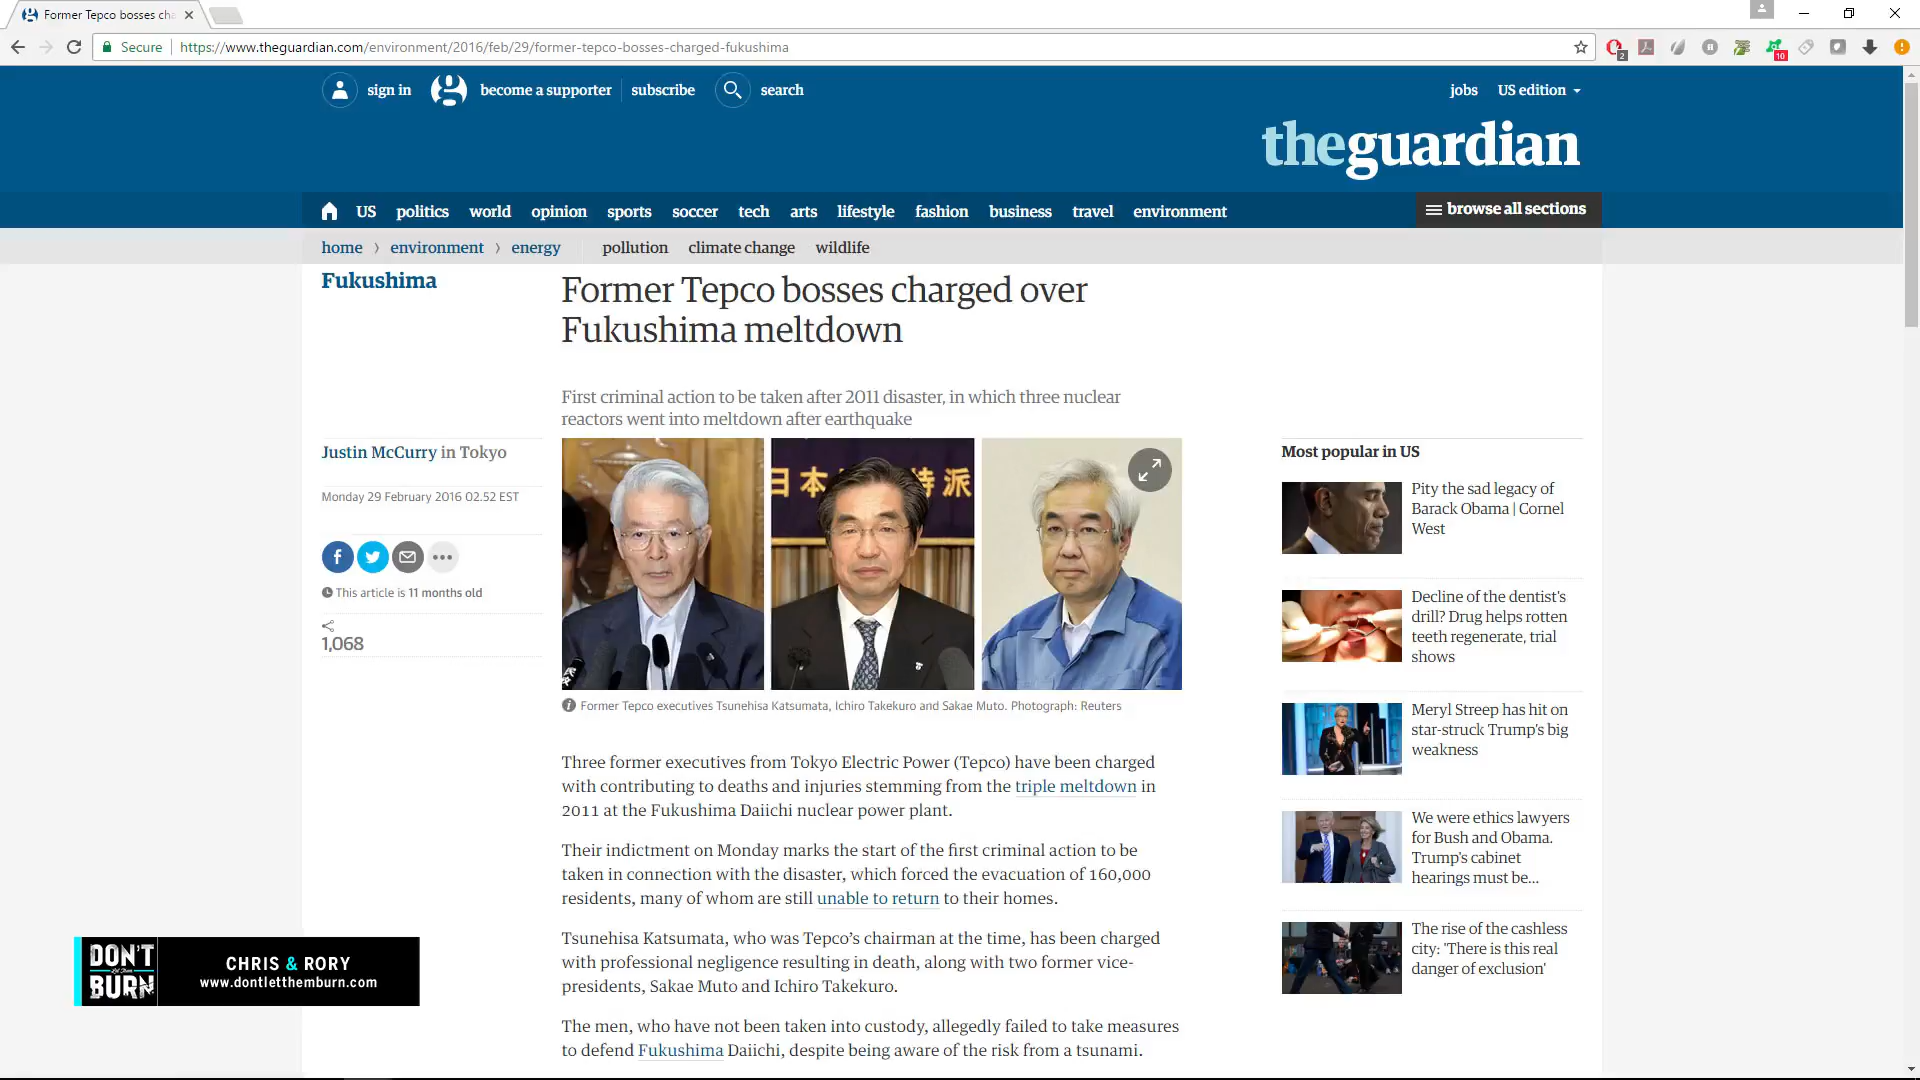 Former Tepco bosses cha
Secure
https://www.theguardian.com/environment/2016/feb/29/former-tepco-bosses-charged-fukushima
2
10
sign in
become a supporter
subscribe
search
jobs
US edition
theguardian
US
politics
world
opinion
sports
soccer
tech
arts
lifestyle
fashion
business
travel
environment
browse all sections
home
environment
energy
pollution
climate change
wildlife
Fukushima
Former Tepco bosses charged over
Fukushima meltdown
First criminal action to be taken after 2011 disaster, in which three nuclear
reactors went into meltdown after earthquake
Justin McCurry in Tokyo
Monday 29 February 2016 02.52 EST
This article is 11 months old
1,068
日本
特派
Former Tepco executives Tsunehisa Katsumata, Ichiro Takekuro and Sakae Muto. Photograph: Reuters
Three former executives from Tokyo Electric Power (Tepco) have been charged
with contributing to deaths and injuries stemming from the triple meltdown in
2011 at the Fukushima Daiichi nuclear power plant.
Their indictment on Monday marks the start of the first criminal action to be
taken in connection with the disaster, which forced the evacuation of 160,000
residents, many of whom are still unable to return to their homes.
Tsunehisa Katsumata, who was Tepco's chairman at the time, has been charged
with professional negligence resulting in death, along with two former vice-
presidents, Sakae Muto and Ichiro Takekuro.
The men, who have not been taken into custody, allegedly failed to take measures
to defend Fukushima Daiichi, despite being aware of the risk from a tsunami.
Most popular in US
Pity the sad legacy of
Barack Obama | Cornel
West
Decline of the dentist's
drill? Drug helps rotten
teeth regenerate, trial
shows
Meryl Streep has hit on
star-struck Trump's big
weakness
We were ethics lawyers
for Bush and Obama.
Trump's cabinet
hearings must be...
The rise of the cashless
city: 'There is this real
danger of exclusion'
DON'T
Let Them
BURN
CHRIS & RORY
www.dontletthemburn.com